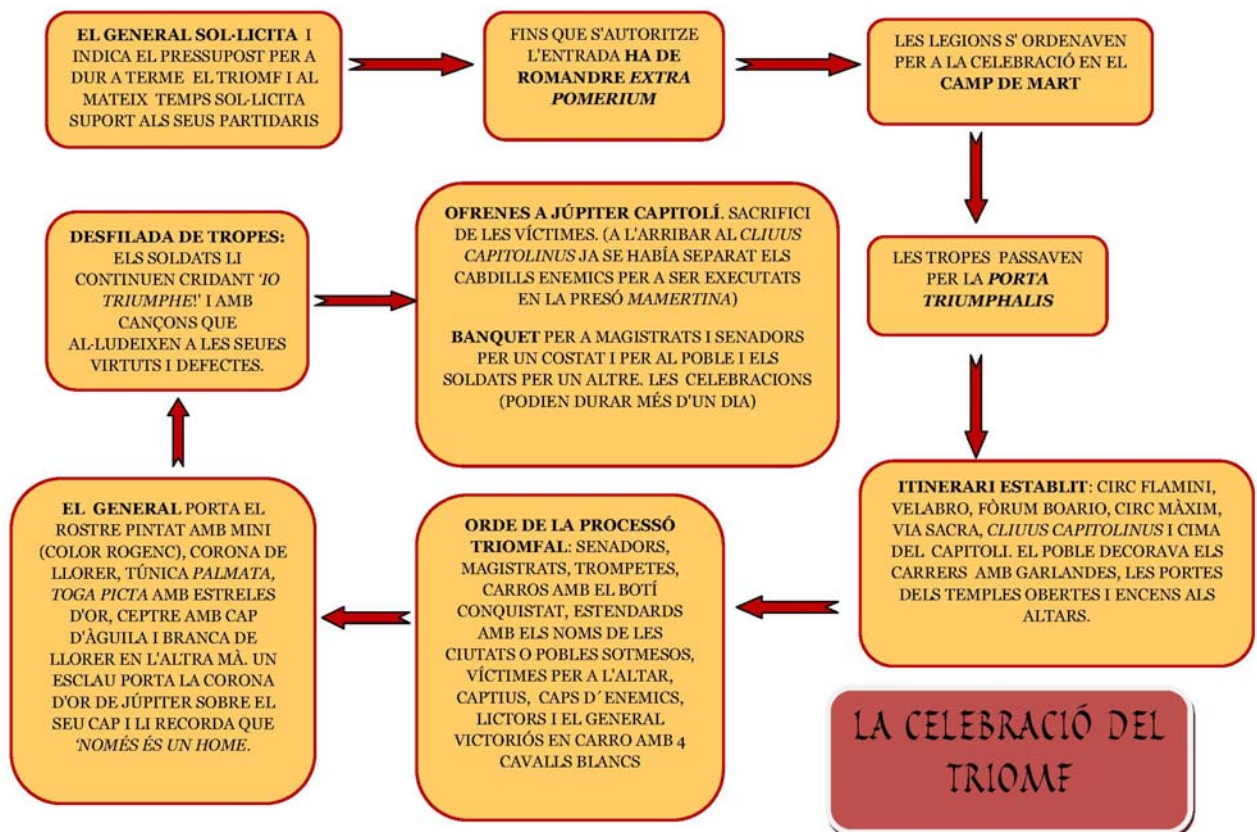 EL GENERAL SOL·LICITA I
INDICA EL PRESSUPOST PER A
DUR A TERME EL TRIOMF I AL
MATEIX TEMPS SOL·LICITA
SUPORT ALS SEUS PARTIDARIS
FINS QUE S'AUTORITZE
L'ENTRADA HA DE
ROMANDRE EXTRA
POMERIUM
LES LEGIONS S' ORDENAVEN
PER A LA CELEBRACIÓ EN EL
CAMP DE MART
LES TROPES PASSAVEN
PER LA PORTA
TRIUMPHALIS
ITINERARI ESTABLIT: CIRC FLAMINI,
VELABRO, FÒRUM BOARIO, CIRC MÀXIM,
VIA SACRA, CLIUUS CAPITOLINUS I CIMA
DEL CAPITOLI. EL POBLE DECORAVA ELS
CARRERS AMB GARLANDES, LES PORTES
DELS TEMPLES OBERTES I ENCENS ALS
ALTARS.
ORDE DE LA PROCESSÓ
TRIOMFAL: SENADORS,
MAGISTRATS, TROMPETES,
CARROS AMB EL BOTÍ
CONQUISTAT, ESTENDARDS
AMB ELS NOMS DE LES
CIUTATS O POBLES SOTMESOS,
VÍCTIMES PER A L'ALTAR,
CAPTIUS, CAPS D´ENEMICS,
LICTORS I EL GENERAL
VICTORIÓS EN CARRO AMB 4
CAVALLS BLANCS
EL GENERAL PORTA EL
ROSTRE PINTAT AMB MINI
(COLOR ROGENC), CORONA DE
LLORER, TÚNICA PALMATA,
TOGA PICTA AMB ESTRELES
D'OR, CEPTRE AMB CAP
D'ÀGUILA I BRANCA DE
LLORER EN L'ALTRA MÀ. UN
ESCLAU PORTA LA CORONA
D'OR DE JÚPITER SOBRE EL
SEU CAP I LI RECORDA QUE
'NOMÉS ÉS UN HOME.
DESFILADA DE TROPES:
ELS SOLDATS LI
CONTINUEN CRIDANT 'IO
TRIUMPHE!' I AMB
CANÇONS QUE
AL·LUDEIXEN A LES SEUES
VIRTUTS I DEFECTES.
OFRENES A JÚPITER CAPITOLÍ. SACRIFICI
DE LES VÍCTIMES. (A L'ARRIBAR AL CLIUUS
CAPITOLINUS JA SE HABÍA SEPARAT ELS
CABDILLS ENEMICS PER A SER EXECUTATS
EN LA PRESÓ MAMERTINA)
BANQUET PER A MAGISTRATS I SENADORS
PER UN COSTAT I PER AL POBLE I ELS
SOLDATS PER UN ALTRE. LES CELEBRACIONS
(PODIEN DURAR MÉS D'UN DIA)
LA CELEBRACIÓ DEL
TRIOMF